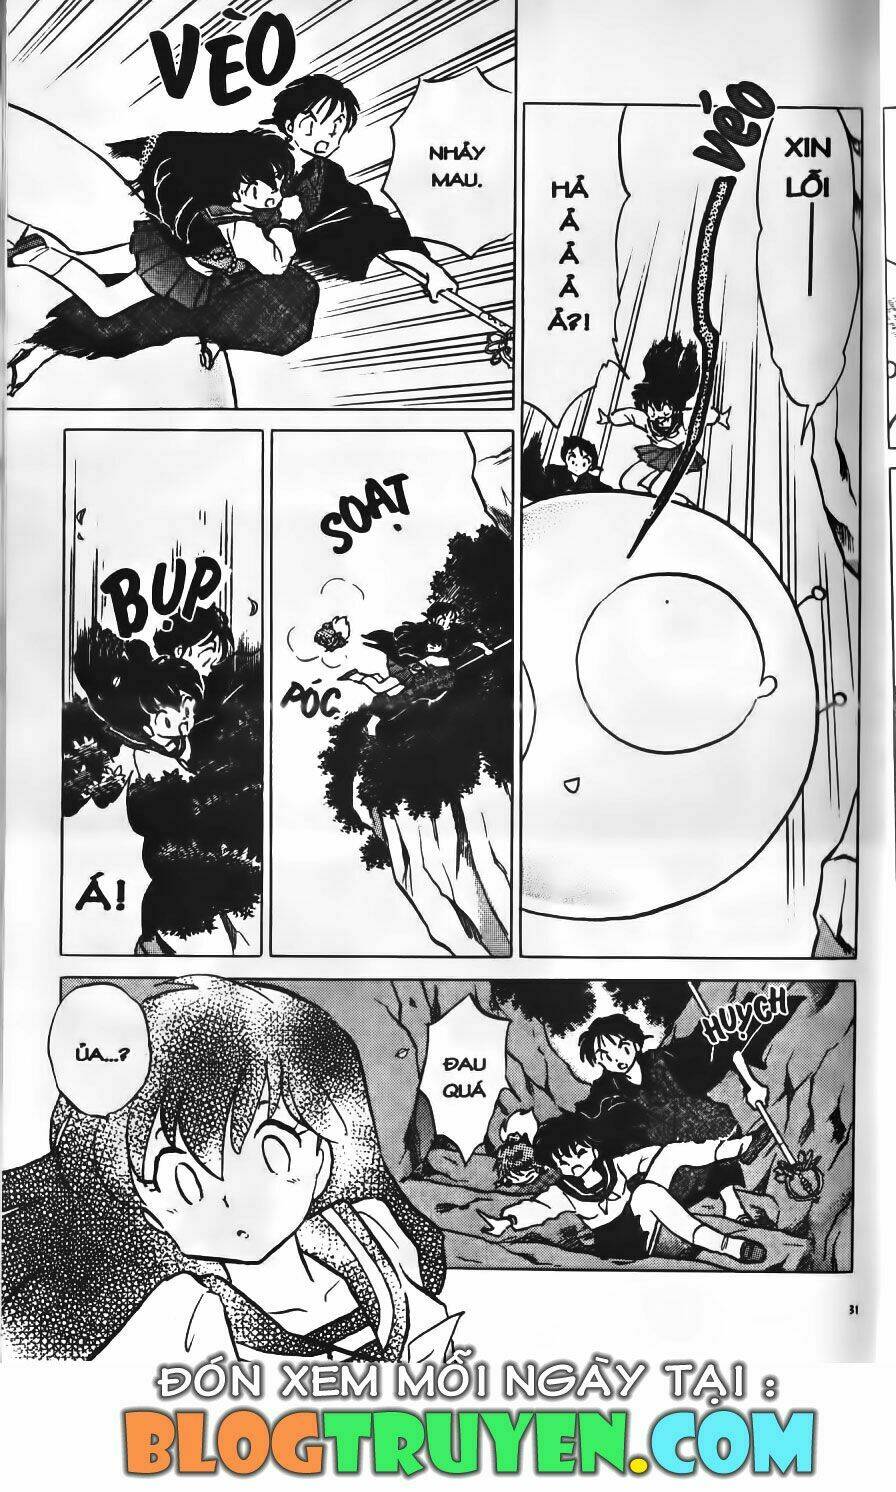 XIN
LỖI
VÈO
HẢ
Ả
Ả
Ả
Ả?!
NHẢY
MAU.
VÈO
SOẠT
PÓC
BỤP
Á!
HUỴCH
ĐAU
QUÁ
ỦA...?
31
ĐÓN XEM MỖI NGÀY TẠI :
BLOGTRUYEN.COM